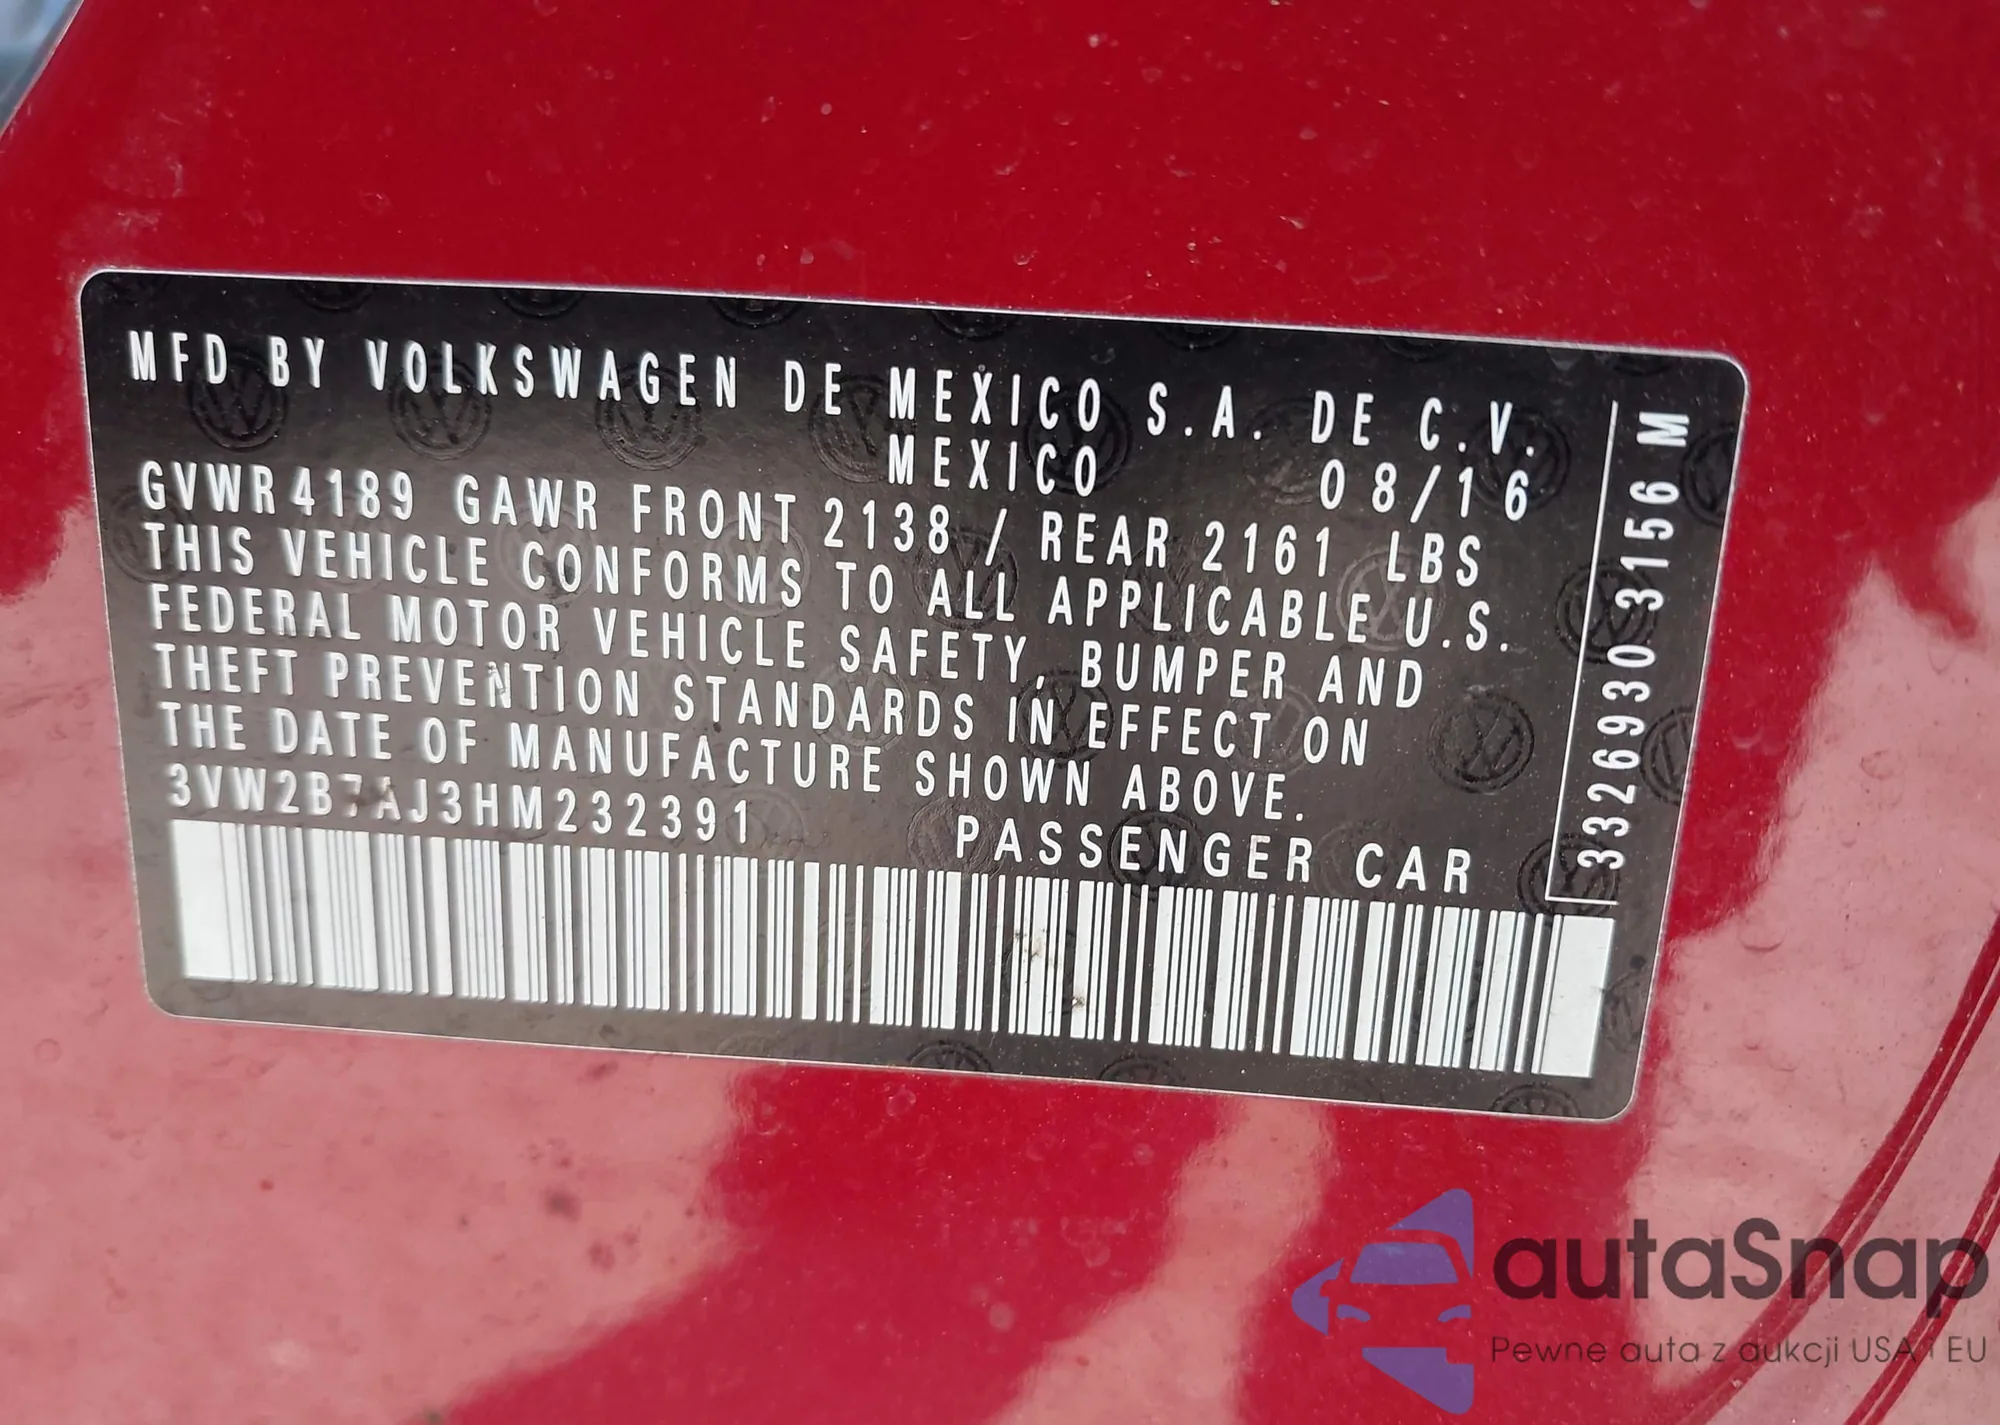 MFD BY VOLKSWAGEN DE MEXICO S.A. DE C.V.
MEXICO 08/16
GVWR 4189 GAWR FRONT 2138 / REAR 2161 LBS
THIS VEHICLE CONFORMS TO ALL APPLICABLE U.S.
FEDERAL MOTOR VEHICLE SAFETY, BUMPER AND
THEFT PREVENTION STANDARDS IN EFFECT ON
THE DATE OF MANUFACTURE SHOWN ABOVE.
3VW2B7AJ3HM232391
PASSENGER CAR
3326930 3156 M
autaSnap
Pewne auta z aukcji USA i EU